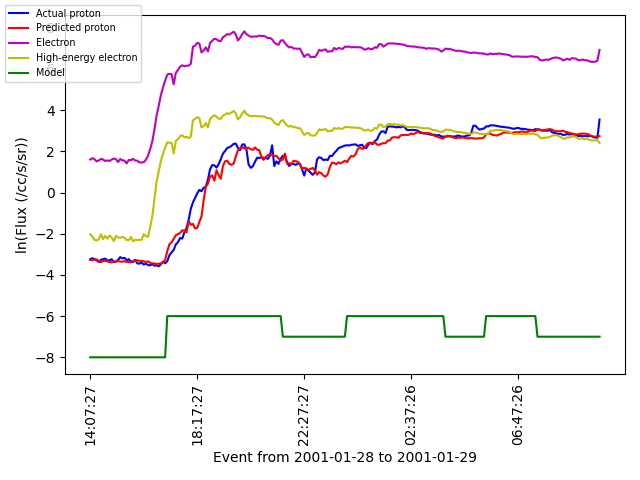 Actual proton
Predicted proton
Electron
High-energy electron
Model
ln(Flux (/cc/s/sr))
4
2
0
−2
−4
−6
−8
14:07:27
18:17:27
22:27:27
02:37:26
06:47:26
Event from 2001-01-28 to 2001-01-29